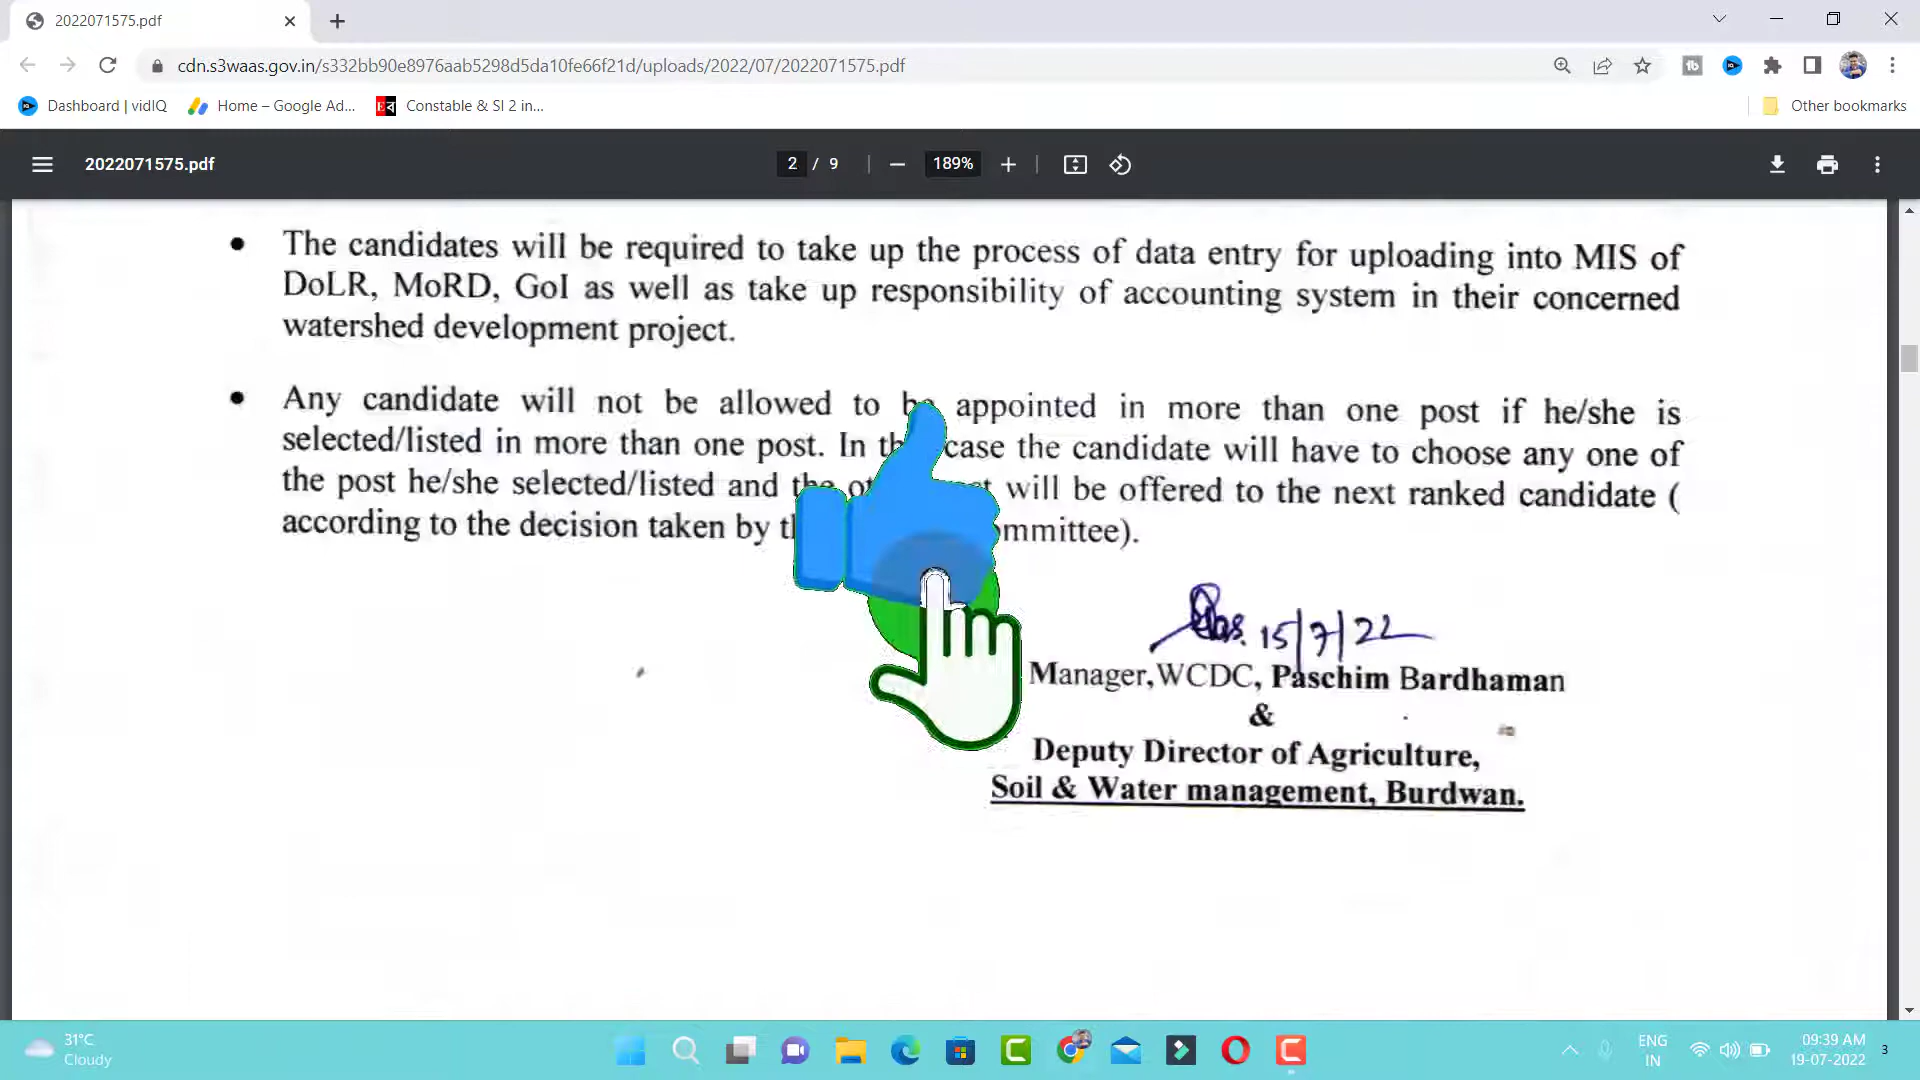 2022071575.pdf
cdn.s3waas.gov.in/s332bb90e8976aab5298d5da10fe66f21d/uploads/2022/07/2022071575.pdf
Dashboard | vidIQ
Home – Google Ad...
Constable & SI 2 in...
Other bookmarks
2022071575.pdf
2 / 9
189%
The candidates will be required to take up the process of data entry for uploading into MIS of
DoLR, MoRD, GoI as well as take up responsibility of accounting system in their concerned
watershed development project.
Any candidate will not be allowed to be appointed in more than one post if he/she is
selected/listed in more than one post. In case the candidate will have to choose any one of
the post he/she selected/listed and the will be offered to the next ranked candidate (
according to the decision taken by ommittee).
15/7/22
Manager,WCDC, Paschim Bardhaman
&
Deputy Director of Agriculture,
Soil & Water management, Burdwan.
31°C
Cloudy
ENG
IN
09:39 AM
19-07-2022
3